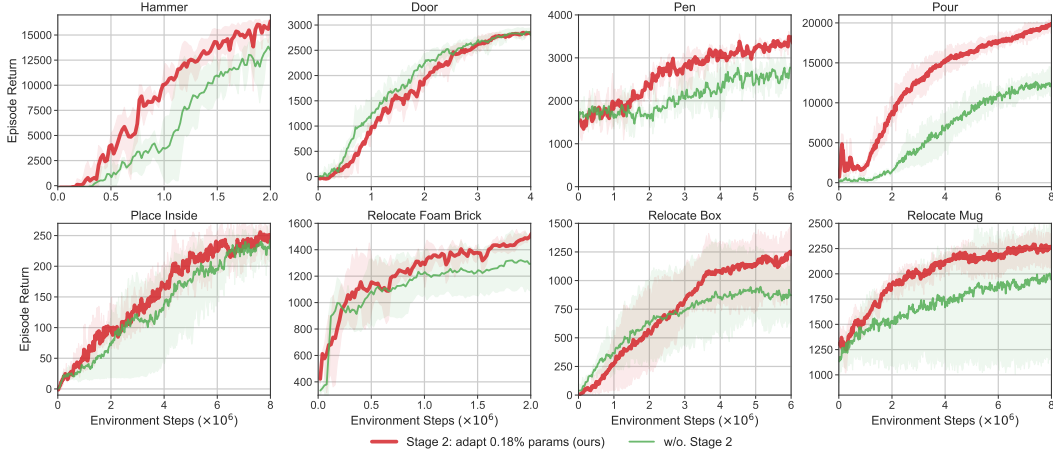 Hammer
Door
Pen
Pour
Episode Return
15000
12500
10000
7500
5000
2500
0
0.0 0.5 1.0 1.5 2.0
3000
2500
2000
1500
1000
500
0
0 1 2 3 4
4000
3000
2000
1000
0
0 2 4 6
20000
15000
10000
5000
0
0 2 4 6 8
Place Inside
Relocate Foam Brick
Relocate Box
Relocate Mug
Episode Return
250
200
150
100
50
0
0 2 4 6 8
Environment Steps (×10⁶)
1600
1400
1200
1000
800
600
400
0.0 0.5 1.0 1.5 2.0
Environment Steps (×10⁶)
1500
1250
1000
750
500
250
0
0 1 2 3 4 5 6
Environment Steps (×10⁶)
2500
2250
2000
1750
1500
1250
1000
0 2 4 6 8
Environment Steps (×10⁶)
Stage 2: adapt 0.18% params (ours)
w/o. Stage 2